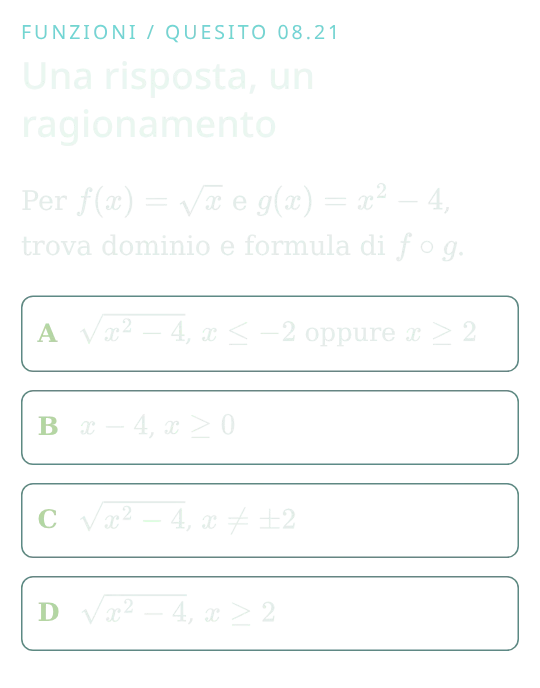 FUNZIONI / QUESITO 08.21
Una risposta, un
ragionamento
Per f(x) = √x e g(x) = x² − 4,
trova dominio e formula di f ∘ g.
A √(x² − 4), x ≤ −2 oppure x ≥ 2
B x − 4, x ≥ 0
C √(x² − 4), x ≠ ±2
D √(x² − 4), x ≥ 2